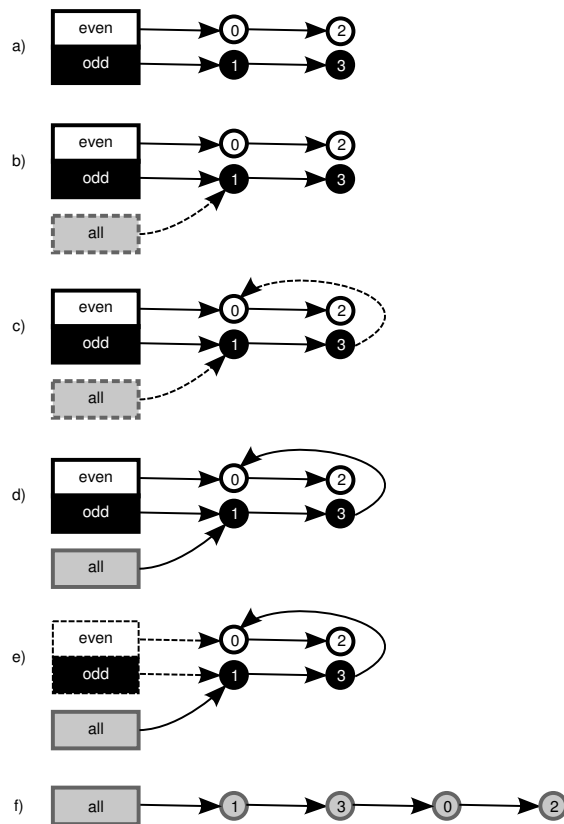 even 0 2
a)
odd 1 3
even 0 2
b)
odd 1 3
all
even 0 2
c)
odd 1 3
all
even 0 2
d)
odd 1 3
all
even 0 2
e)
odd 1 3
all
f) all 1 3 0 2